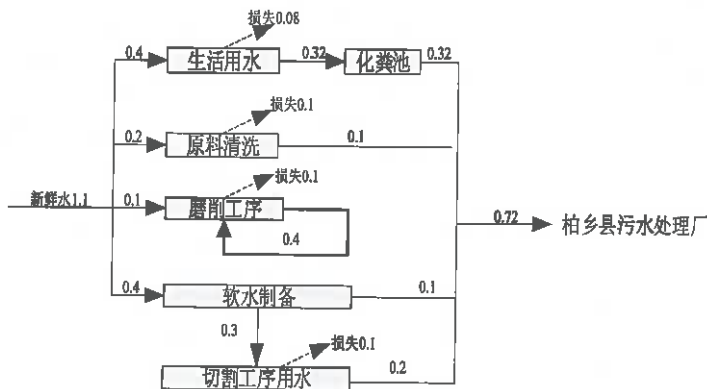 损失0.08
0.4
生活用水
0.32
化粪池
0.32
损失0.1
0.2
原料清洗
0.1
损失0.1
新鲜水1.1
0.1
磨削工序
0.4
0.72
柏乡县污水处理厂
0.4
软水制备
0.1
0.3
损失0.1
切割工序用水
0.2